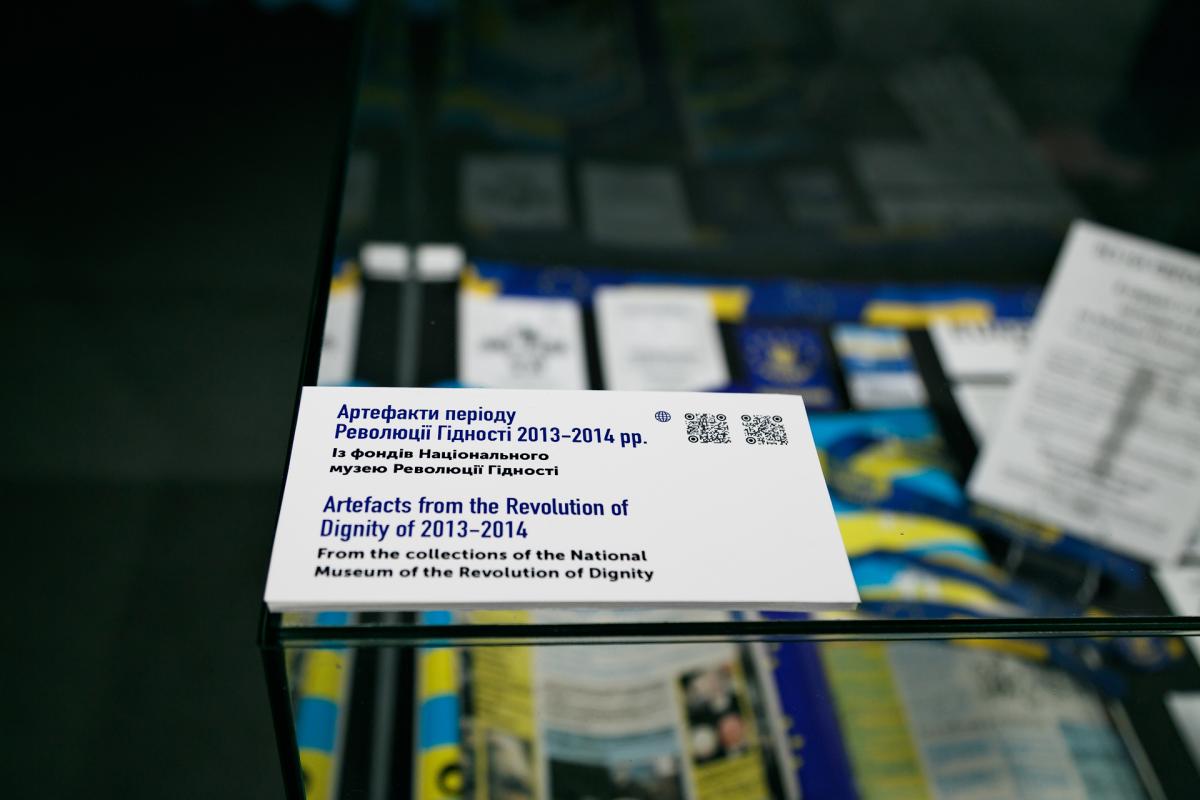 Артефакти періоду
Революції Гідності 2013–2014 рр.
Із фондів Національного
музею Революції Гідності
Artefacts from the Revolution of
Dignity of 2013–2014
From the collections of the National
Museum of the Revolution of Dignity